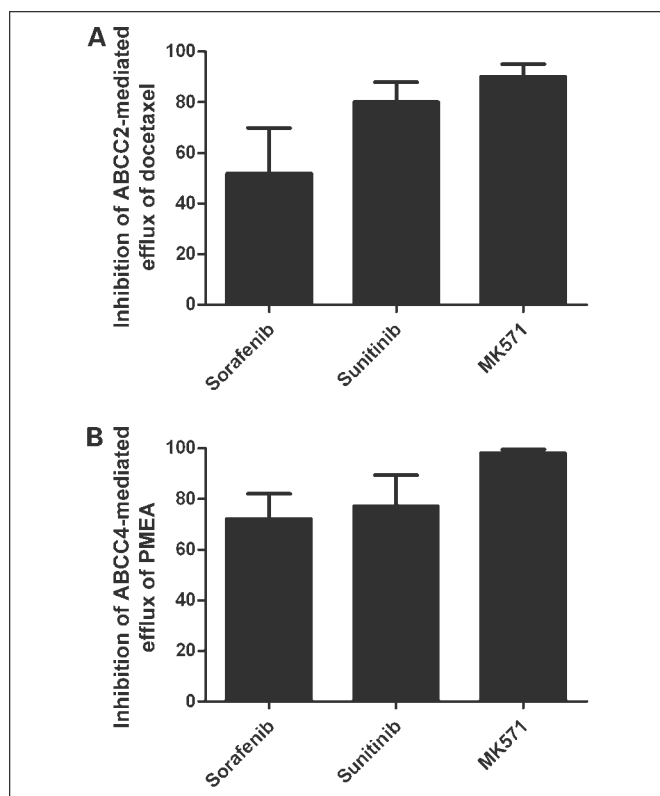 A
Inhibition of ABCC2-mediated
efflux of docetaxel
100
80
60
40
20
0
Sorafenib
Sunitinib
MK571
B
Inhibition of ABCC4-mediated
efflux of PMEA
100
80
60
40
20
0
Sorafenib
Sunitinib
MK571